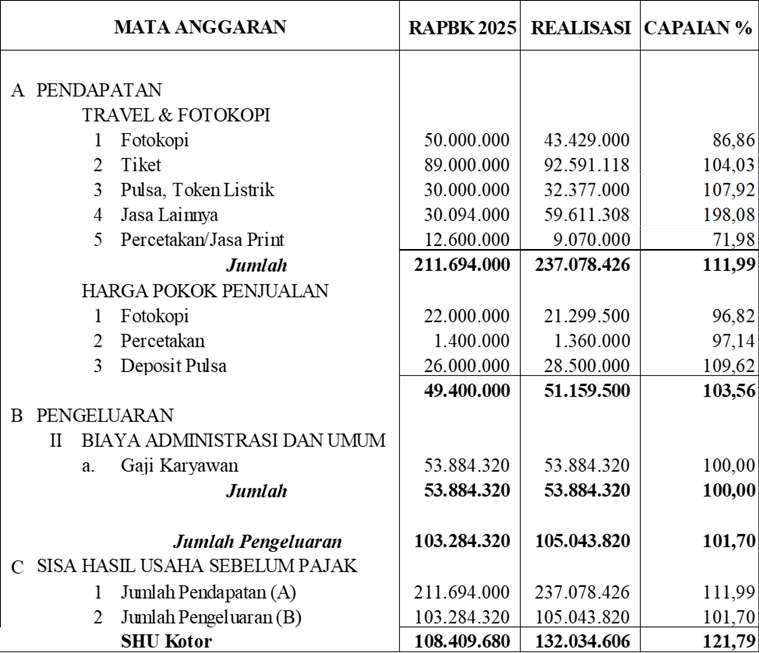 MATA ANGGARAN RAPBK 2025 REALISASI CAPAIAN %
A PENDAPATAN
TRAVEL & FOTOKOPI
1 Fotokopi 50.000.000 43.429.000 86,86
2 Tiket 89.000.000 92.591.118 104,03
3 Pulsa, Token Listrik 30.000.000 32.377.000 107,92
4 Jasa Lainnya 30.094.000 59.611.308 198,08
5 Percetakan/Jasa Print 12.600.000 9.070.000 71,98
Jumlah 211.694.000 237.078.426 111,99
HARGA POKOK PENJUALAN
1 Fotokopi 22.000.000 21.299.500 96,82
2 Percetakan 1.400.000 1.360.000 97,14
3 Deposit Pulsa 26.000.000 28.500.000 109,62
49.400.000 51.159.500 103,56
B PENGELUARAN
II BIAYA ADMINISTRASI DAN UMUM
a. Gaji Karyawan 53.884.320 53.884.320 100,00
Jumlah 53.884.320 53.884.320 100,00
Jumlah Pengeluaran 103.284.320 105.043.820 101,70
C SISA HASIL USAHA SEBELUM PAJAK
1 Jumlah Pendapatan (A) 211.694.000 237.078.426 111,99
2 Jumlah Pengeluaran (B) 103.284.320 105.043.820 101,70
SHU Kotor 108.409.680 132.034.606 121,79